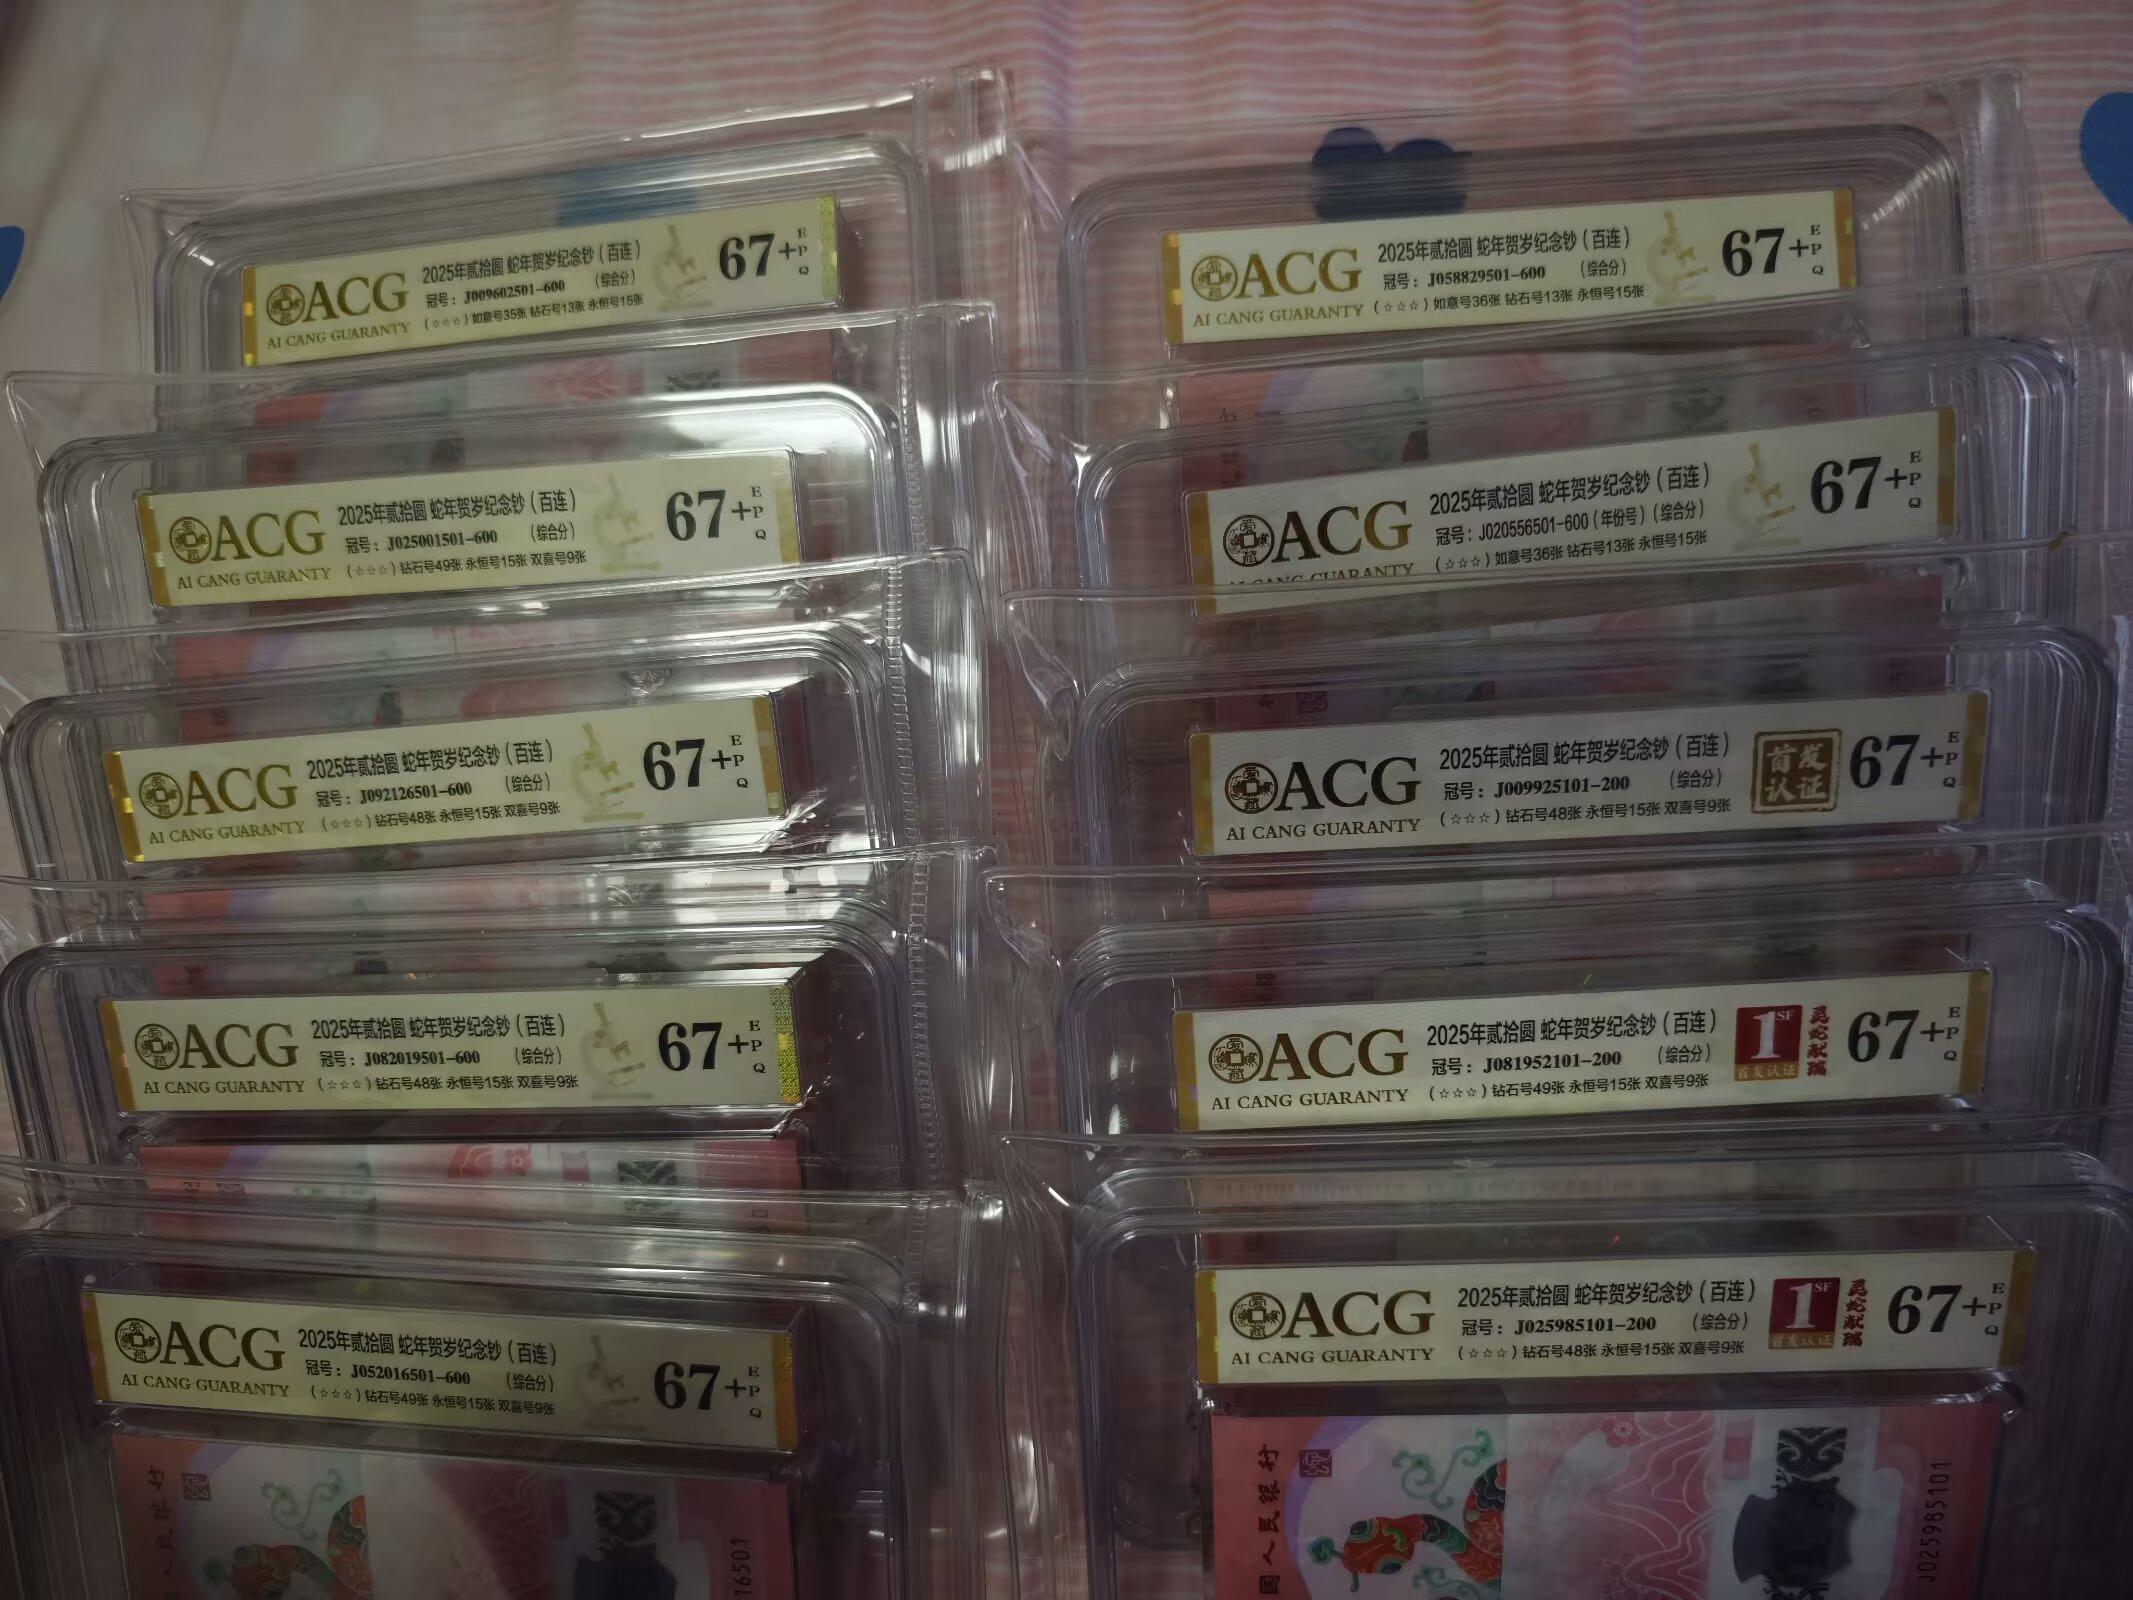 ACG
AI CANG GUARANTY
2025年贰拾圆 蛇年贺岁纪念钞（百连）
冠号：J009602501-600 （综合分）
（☆☆☆）如意号35张 钻石号13张 永恒号15张
67+
EPQ
ACG
AI CANG GUARANTY
2025年贰拾圆 蛇年贺岁纪念钞（百连）
冠号：J025001501-600 （综合分）
（☆☆☆）钻石号49张 永恒号15张 双喜号9张
67+
EPQ
ACG
AI CANG GUARANTY
2025年贰拾圆 蛇年贺岁纪念钞（百连）
冠号：J092126501-600 （综合分）
（☆☆☆）钻石号48张 永恒号15张 双喜号9张
67+
EPQ
ACG
AI CANG GUARANTY
2025年贰拾圆 蛇年贺岁纪念钞（百连）
冠号：J082019501-600 （综合分）
（☆☆☆）钻石号48张 永恒号15张 双喜号9张
67+
EPQ
ACG
AI CANG GUARANTY
2025年贰拾圆 蛇年贺岁纪念钞（百连）
冠号：J052016501-600 （综合分）
（☆☆☆）钻石号49张 永恒号15张 双喜号9张
67+
EPQ
人民银行
16501
ACG
AI CANG GUARANTY
2025年贰拾圆 蛇年贺岁纪念钞（百连）
冠号：J058829501-600 （综合分）
（☆☆☆）如意号36张 钻石号13张 永恒号15张
67+
EPQ
ACG
AI CANG GUARANTY
2025年贰拾圆 蛇年贺岁纪念钞（百连）
冠号：J020556501-600（年份号）（综合分）
（☆☆☆）如意号36张 钻石号13张 永恒号15张
67+
EPQ
ACG
AI CANG GUARANTY
2025年贰拾圆 蛇年贺岁纪念钞（百连）
冠号：J009925101-200 （综合分）
（☆☆☆）钻石号48张 永恒号15张 双喜号9张
首发认证
67+
EPQ
ACG
AI CANG GUARANTY
2025年贰拾圆 蛇年贺岁纪念钞（百连）
冠号：J081952101-200 （综合分）
（☆☆☆）钻石号49张 永恒号15张 双喜号9张
1SF
首发认证
灵蛇献瑞
67+
EPQ
ACG
AI CANG GUARANTY
2025年贰拾圆 蛇年贺岁纪念钞（百连）
冠号：J025985101-200 （综合分）
（☆☆☆）钻石号48张 永恒号15张 双喜号9张
1SF
首发认证
灵蛇献瑞
67+
EPQ
国人民银行
J025985101